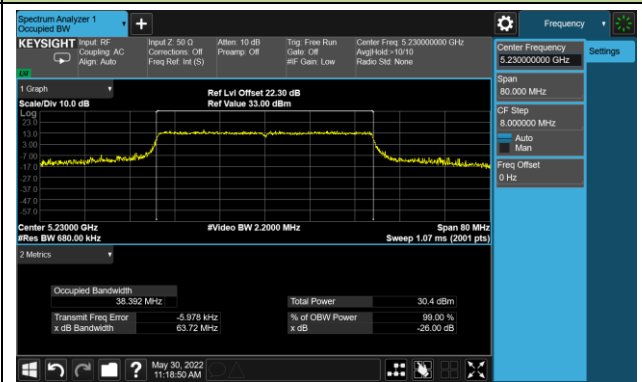 Spectrum Analyzer 1
Occupied BW
+
Frequency
KEYSIGHT
Input: RF
Coupling: AC
Align: Auto
Input Z: 50 Ω
Corrections: Off
Freq Ref: Int (S)
Atten: 10 dB
Preamp: Off
Trig: Free Run
Gate: Off
#IF Gain: Low
Center Freq: 5.230000000 GHz
Avg|Hold:>10/10
Radio Std: None
LU
Center Frequency
5.230000000 GHz
Settings
Span
80.000 MHz
CF Step
8.000000 MHz
Auto
Man
Freq Offset
0 Hz
1 Graph
Scale/Div 10.0 dB
Ref Lvl Offset 22.30 dB
Ref Value 33.00 dBm
Log
23.0
13.0
3.00
-7.00
-17.0
-27.0
-37.0
-47.0
-57.0
Center 5.23000 GHz
#Video BW 2.2000 MHz
Span 80 MHz
#Res BW 680.00 kHz
Sweep 1.07 ms (2001 pts)
2 Metrics
Occupied Bandwidth
38.392 MHz
Total Power 30.4 dBm
Transmit Freq Error -5.978 kHz
% of OBW Power 99.00 %
x dB Bandwidth 63.72 MHz
x dB -26.00 dB
?
May 30, 2022
11:18:50 AM